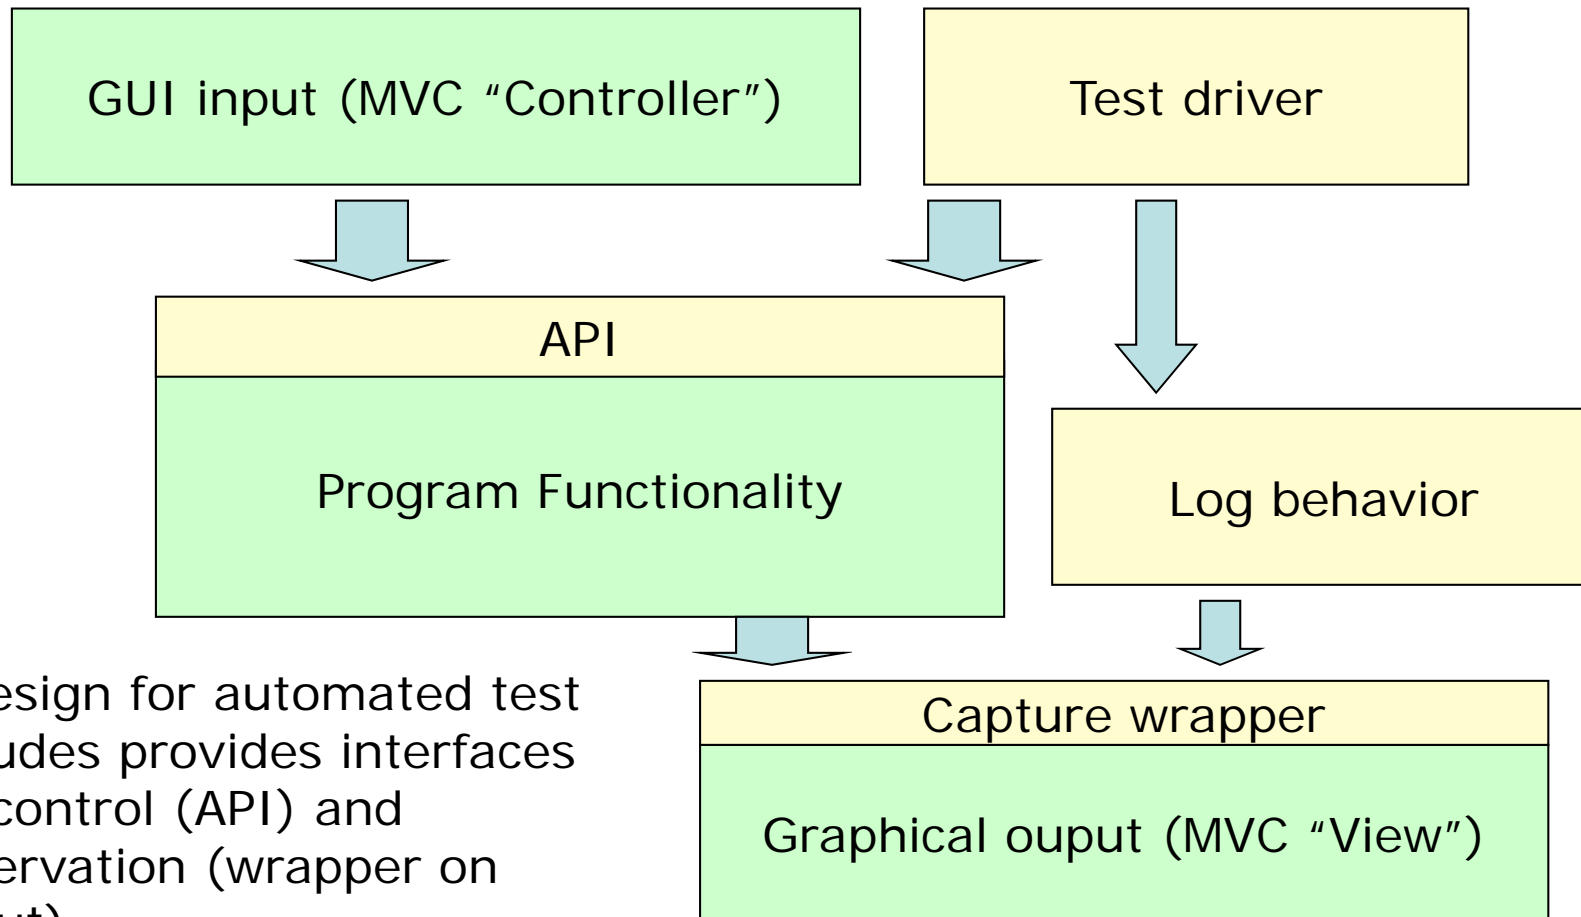 GUI input (MVC “Controller”)
Test driver
API
Program Functionality
Log behavior
esign for automated test
udes provides interfaces
control (API) and
ervation (wrapper on
Capture wrapper
Graphical ouput (MVC “View”)